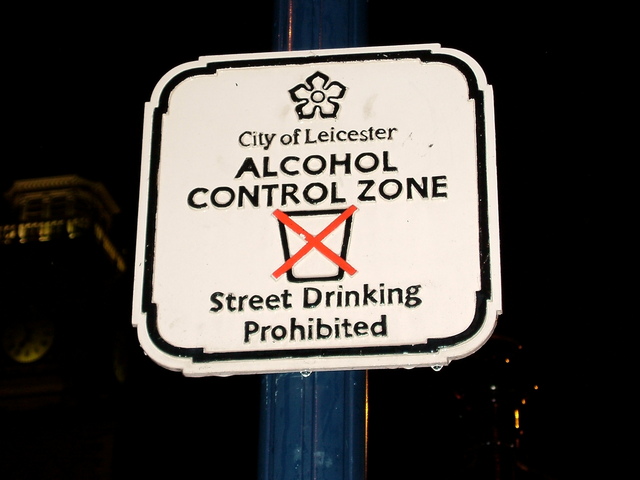 City of Leicester
ALCOHOL
CONTROL ZONE
Street Drinking
Prohibited